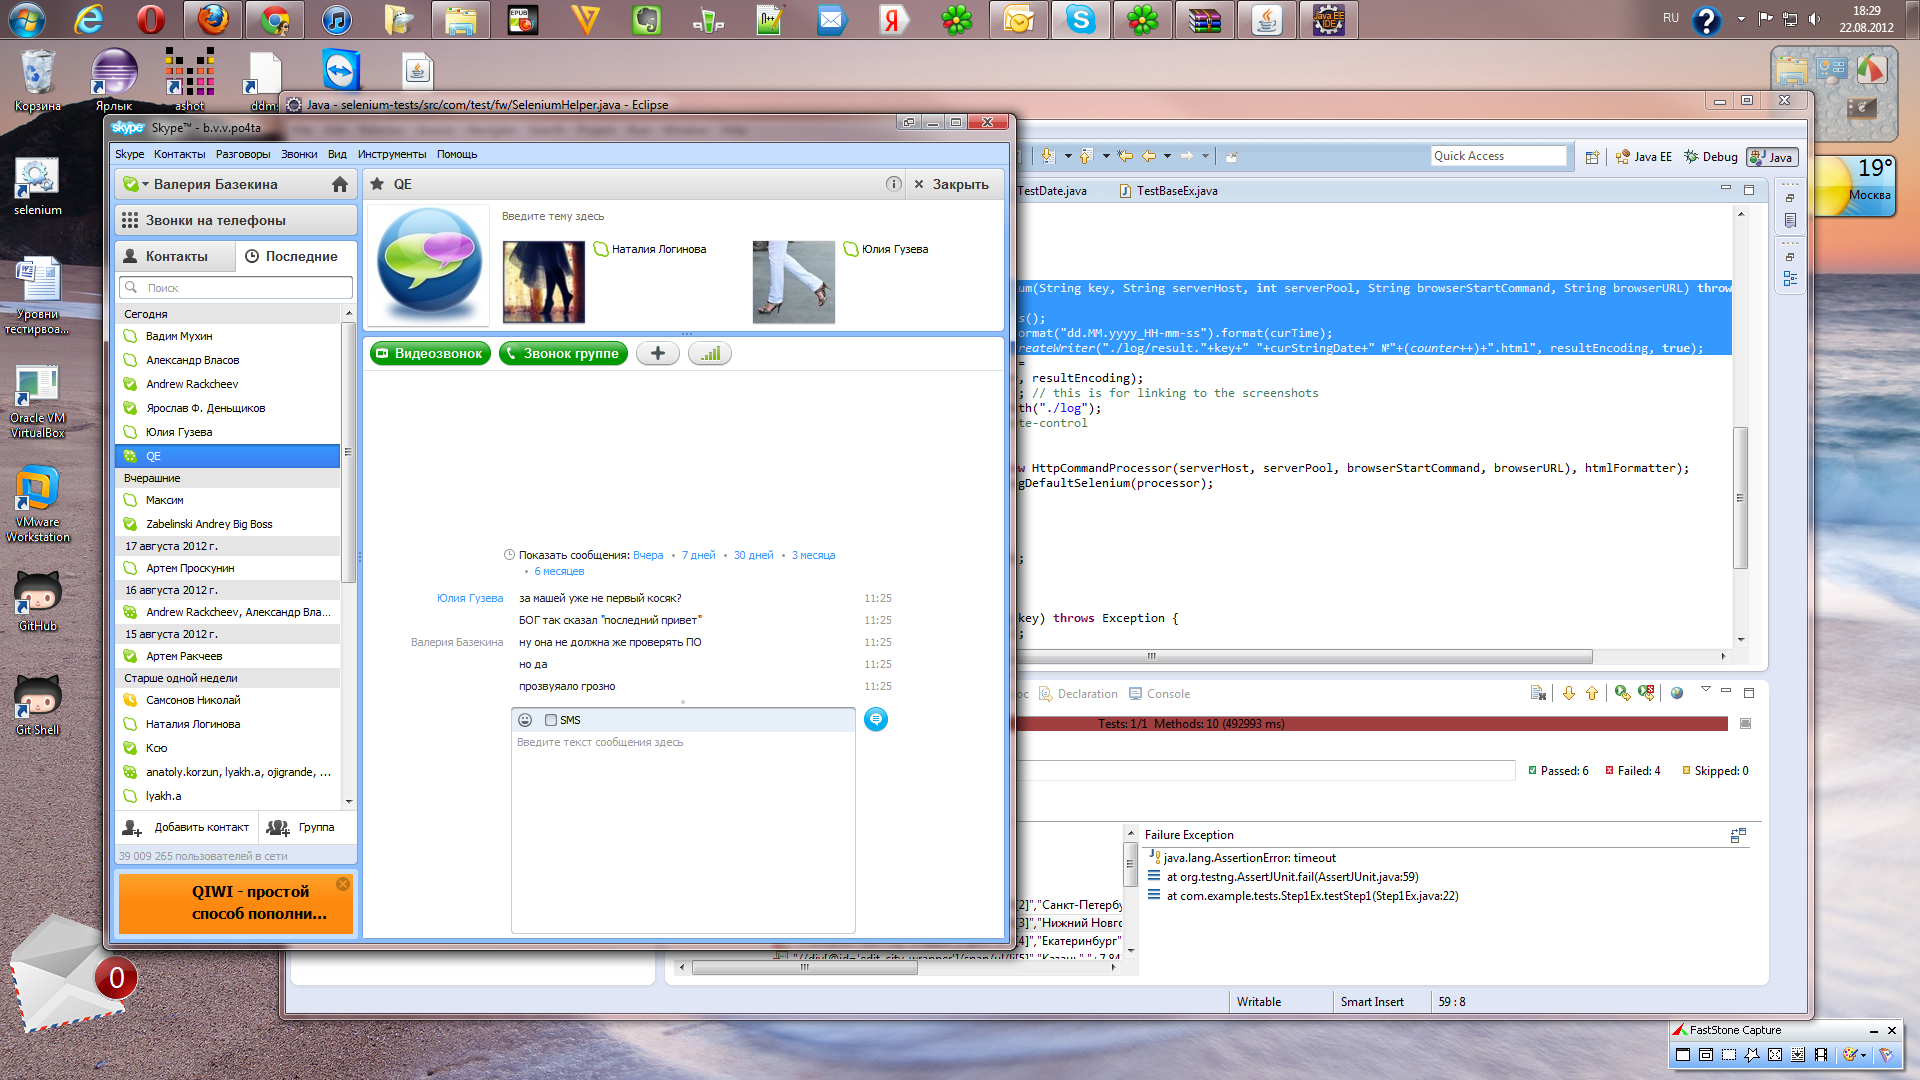 RU
18:29
22.08.2012
Корзина
Ярлык
ashot
ddm
Java - selenium-tests/src/com/test/fw/SeleniumHelper.java - Eclipse
skype Skype™ - b.v.v.po4ta
Skype Контакты Разговоры Звонки Вид Инструменты Помощь
Валерия Базекина
Звонки на телефоны
Контакты
Последние
Поиск
Сегодня
Вадим Мухин
Александр Власов
Andrew Rackcheev
Ярослав Ф. Деньщиков
Юлия Гузева
QE
Вчерашние
Максим
Zabelinski Andrey Big Boss
17 августа 2012 г.
Артем Проскунин
16 августа 2012 г.
Andrew Rackcheev, Александр Вла...
15 августа 2012 г.
Артем Ракчеев
Старше одной недели
Самсонов Николай
Наталия Логинова
Ксю
anatoly.korzun, lyakh.a, ojigrande, ...
lyakh.a
Добавить контакт
Группа
39 009 265 пользователей в сети
QIWI - простой
способ пополни...
QE
Закрыть
Введите тему здесь
Наталия Логинова
Юлия Гузева
Видеозвонок
Звонок группе
Показать сообщения: Вчера • 7 дней • 30 дней • 3 месяца
• 6 месяцев
Юлия Гузева за машей уже не первый косяк? 11:25
БОГ так сказал "последний привет" 11:25
Валерия Базекина ну она не должна же проверять ПО 11:25
но да 11:25
прозвуяало грозно 11:25
SMS
Введите текст сообщения здесь
selenium
Уровни
тестирвоа...
Oracle VM
VirtualBox
VMware
Workstation
GitHub
Git Shell
0
Quick Access
Java EE
Debug
Java
TestDate.java
TestBaseEx.java
um(String key, String serverHost, int serverPool, String browserStartCommand, String browserURL) throw
s();
ormat("dd.MM.yyyy_HH-mm-ss").format(curTime);
reateWriter("./log/result."+key+" "+curStringDate+" №"+(counter++)+".html", resultEncoding, true);
=
, resultEncoding);
; // this is for linking to the screenshots
th("./log");
te-control
w HttpCommandProcessor(serverHost, serverPool, browserStartCommand, browserURL), htmlFormatter);
gDefaultSelenium(processor);
;
key) throws Exception {
;
oc
Declaration
Console
Tests: 1/1 Methods: 10 (492993 ms)
Passed: 6
Failed: 4
Skipped: 0
Failure Exception
java.lang.AssertionError: timeout
at org.testng.AssertJUnit.fail(AssertJUnit.java:59)
at com.example.tests.Step1Ex.testStep1(Step1Ex.java:22)
2]","Санкт-Петербу
3]","Нижний Новго
4]","Екатеринбург"
Writable
Smart Insert
59 : 8
19°
Москва
FastStone Capture